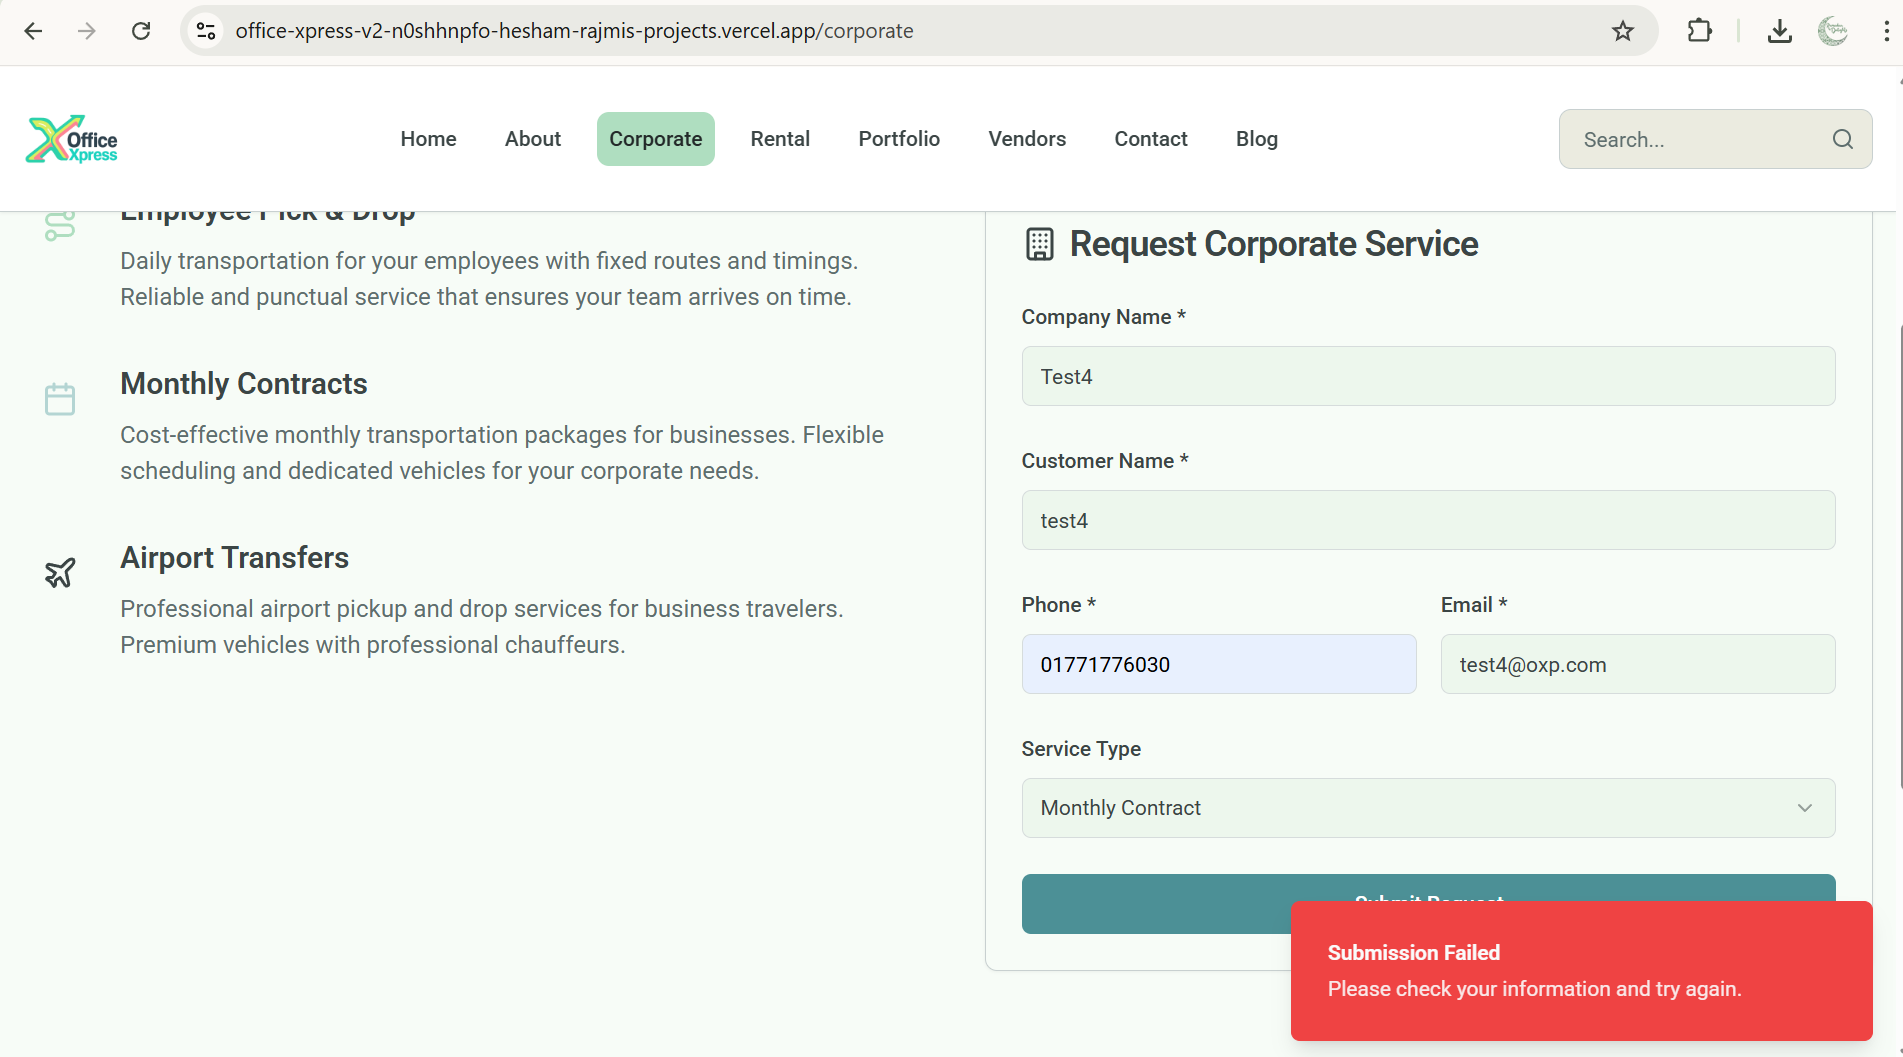 office-xpress-v2-n0shhnpfo-hesham-rajmis-projects.vercel.app/corporate
Office
Xpress
Home
About
Corporate
Rental
Portfolio
Vendors
Contact
Blog
Search...
Employee Pick & Drop
Daily transportation for your employees with fixed routes and timings.
Reliable and punctual service that ensures your team arrives on time.
Monthly Contracts
Cost-effective monthly transportation packages for businesses. Flexible
scheduling and dedicated vehicles for your corporate needs.
Airport Transfers
Professional airport pickup and drop services for business travelers.
Premium vehicles with professional chauffeurs.
Request Corporate Service
Company Name *
Test4
Customer Name *
test4
Phone *
Email *
01771776030
test4@oxp.com
Service Type
Monthly Contract
Submit Request
Submission Failed
Please check your information and try again.